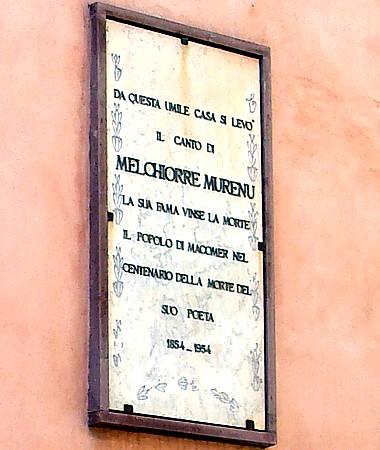 DA QUESTA UMILE CASA SI LEVO'
IL CANTO DI
MELCHIORRE MURENU
LA SUA FAMA VINSE LA MORTE
IL POPOLO DI MACOMER NEL
CENTENARIO DELLA MORTE DEL
SUO POETA
1854-1954